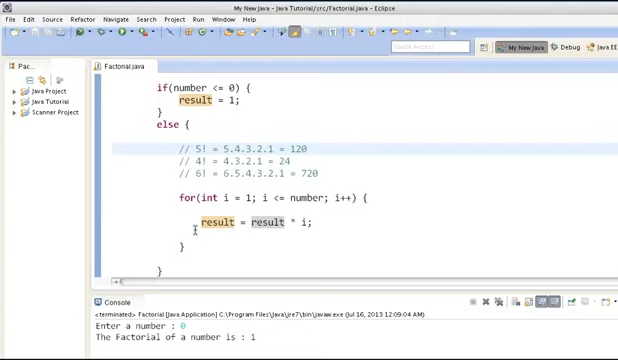 My New Java - Java Tutorial/src/Factorial.java - Eclipse
File Edit Source Refactor Navigate Search Project Run Window Help
Quick Access
My New Java Debug Java EE
Pac...
Factorial.java
Java Project
Java Tutorial
Scanner Project
if(number <= 0) {
result = 1;
}
else {
// 5! = 5.4.3.2.1 = 120
// 4! = 4.3.2.1 = 24
// 6! = 6.5.4.3.2.1 = 720
for(int i = 1; i <= number; i++) {
result = result * i;
}
}
Console
<terminated> Factorial [Java Application] C:\Program Files\Java\jre7\bin\javaw.exe (Jul 16, 2013 12:09:04 AM)
Enter a number : 0
The Factorial of a number is : 1